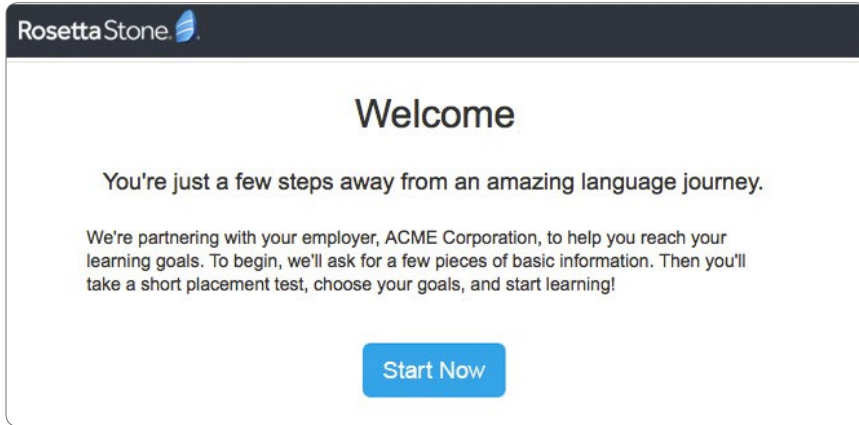 RosettaStone.
Welcome
You're just a few steps away from an amazing language journey.
We're partnering with your employer, ACME Corporation, to help you reach your
learning goals. To begin, we'll ask for a few pieces of basic information. Then you'll
take a short placement test, choose your goals, and start learning!
Start Now